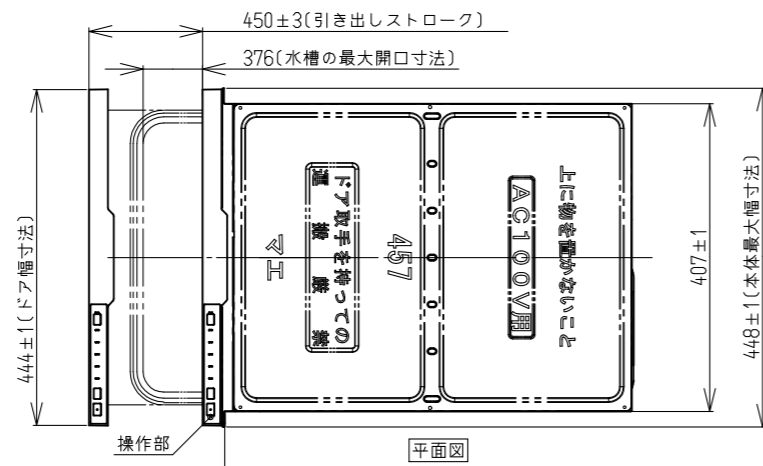 450±3(引き出しストローク)
376(水槽の最大開口寸法)
444±1(ドア幅寸法)
ドア取手を持っての
運搬厳禁
マエ
457
AC100V用
上に物を置かないこと
407±1
448±1(本体最大幅寸法)
操作部
平面図